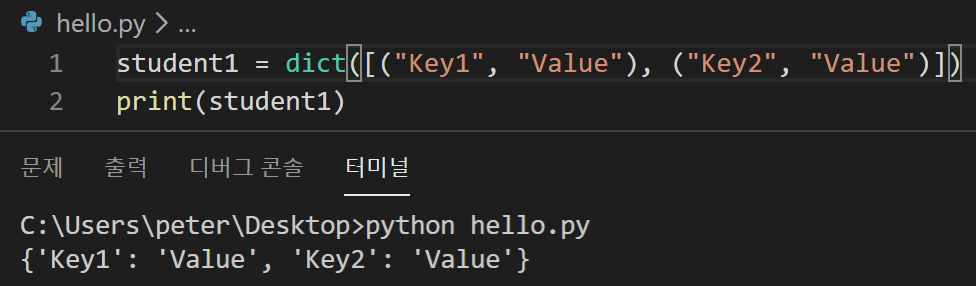 hello.py > ...
1 student1 = dict([("Key1", "Value"), ("Key2", "Value")])
2 print(student1)
문제 출력 디버그 콘솔 터미널
C:\Users\peter\Desktop>python hello.py
{'Key1': 'Value', 'Key2': 'Value'}